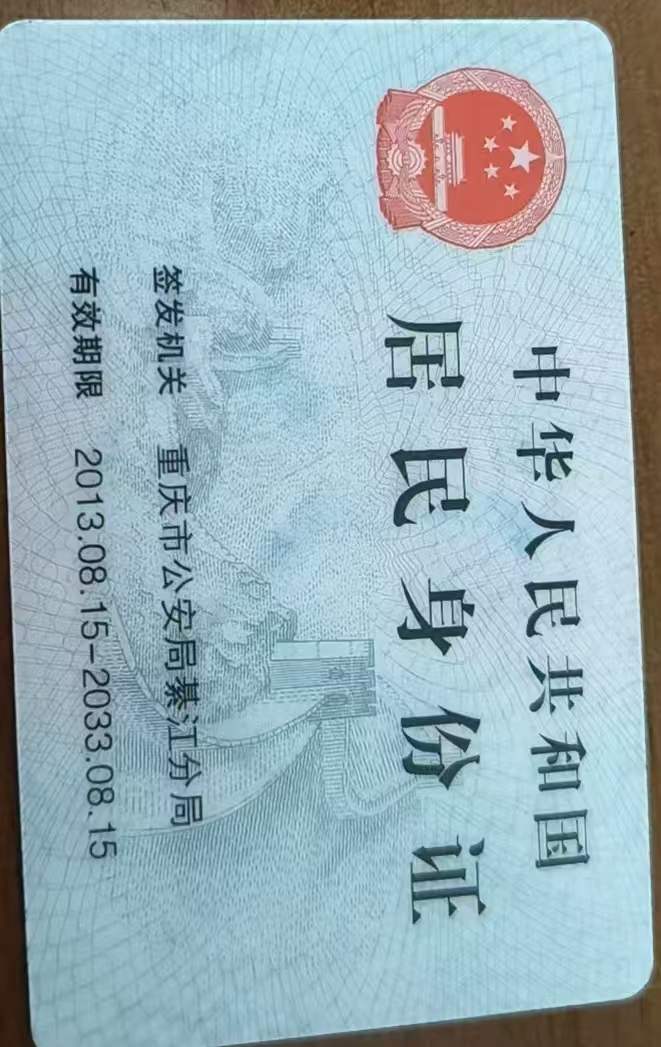 中华人民共和国
居民身份证
签发机关 重庆市公安局綦江分局
有效期限 2013.08.15-2033.08.15